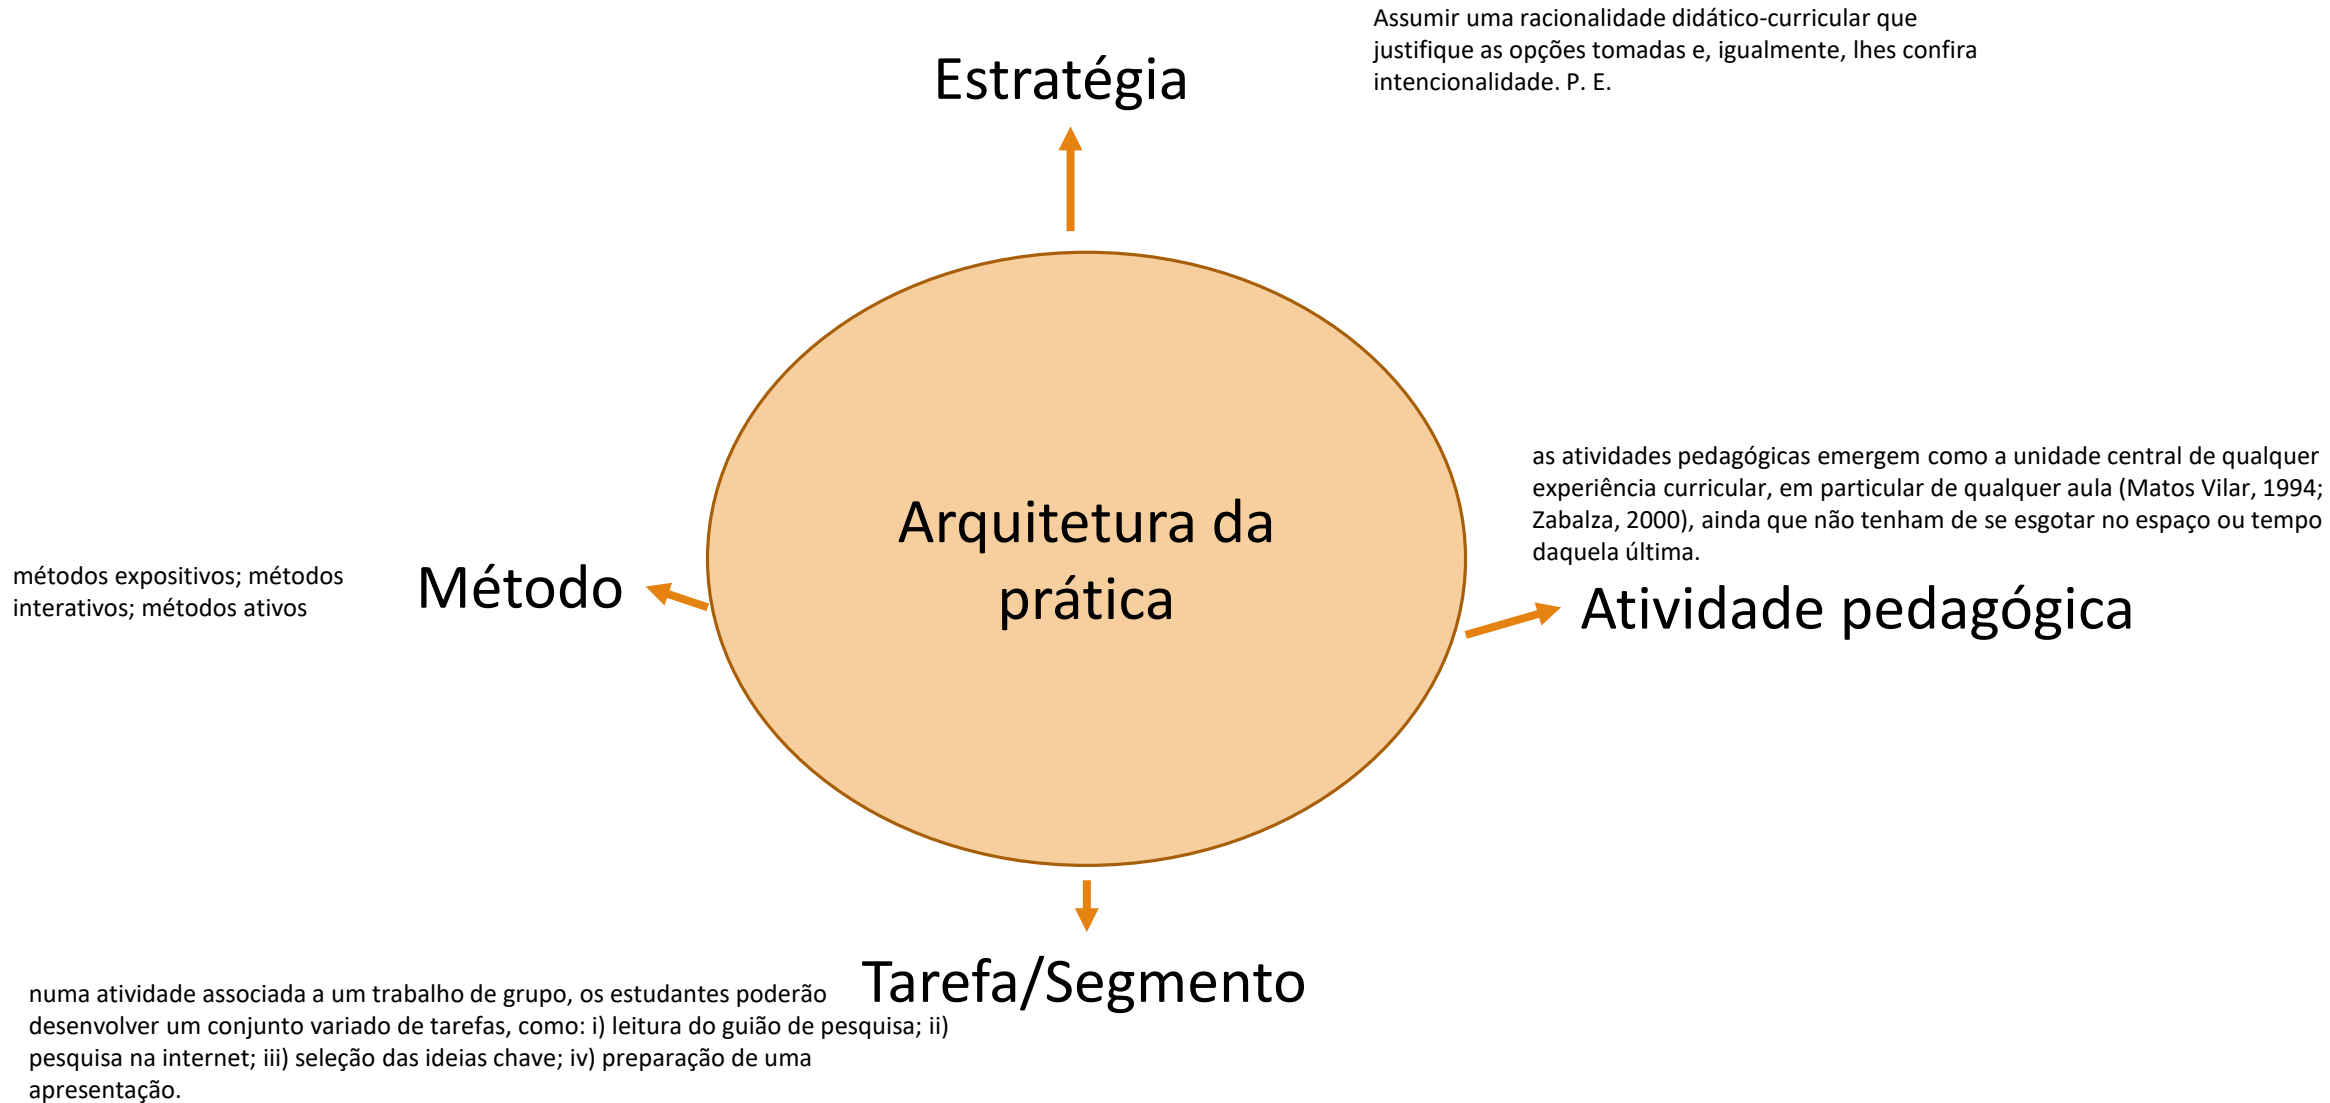 Assumir uma racionalidade didático-curricular que
justifique as opções tomadas e, igualmente, lhes confira
intencionalidade. P. E.
Estratégia
as atividades pedagógicas emergem como a unidade central de qualquer
experiência curricular, em particular de qualquer aula (Matos Vilar, 1994;
Zabalza, 2000), ainda que não tenham de se esgotar no espaço ou tempo
daquela última.
Arquitetura da
prática
métodos expositivos; métodos
interativos; métodos ativos
Método
Atividade pedagógica
Tarefa/Segmento
numa atividade associada a um trabalho de grupo, os estudantes poderão
desenvolver um conjunto variado de tarefas, como: i) leitura do guião de pesquisa; ii)
pesquisa na internet; iii) seleção das ideias chave; iv) preparação de uma
apresentação.